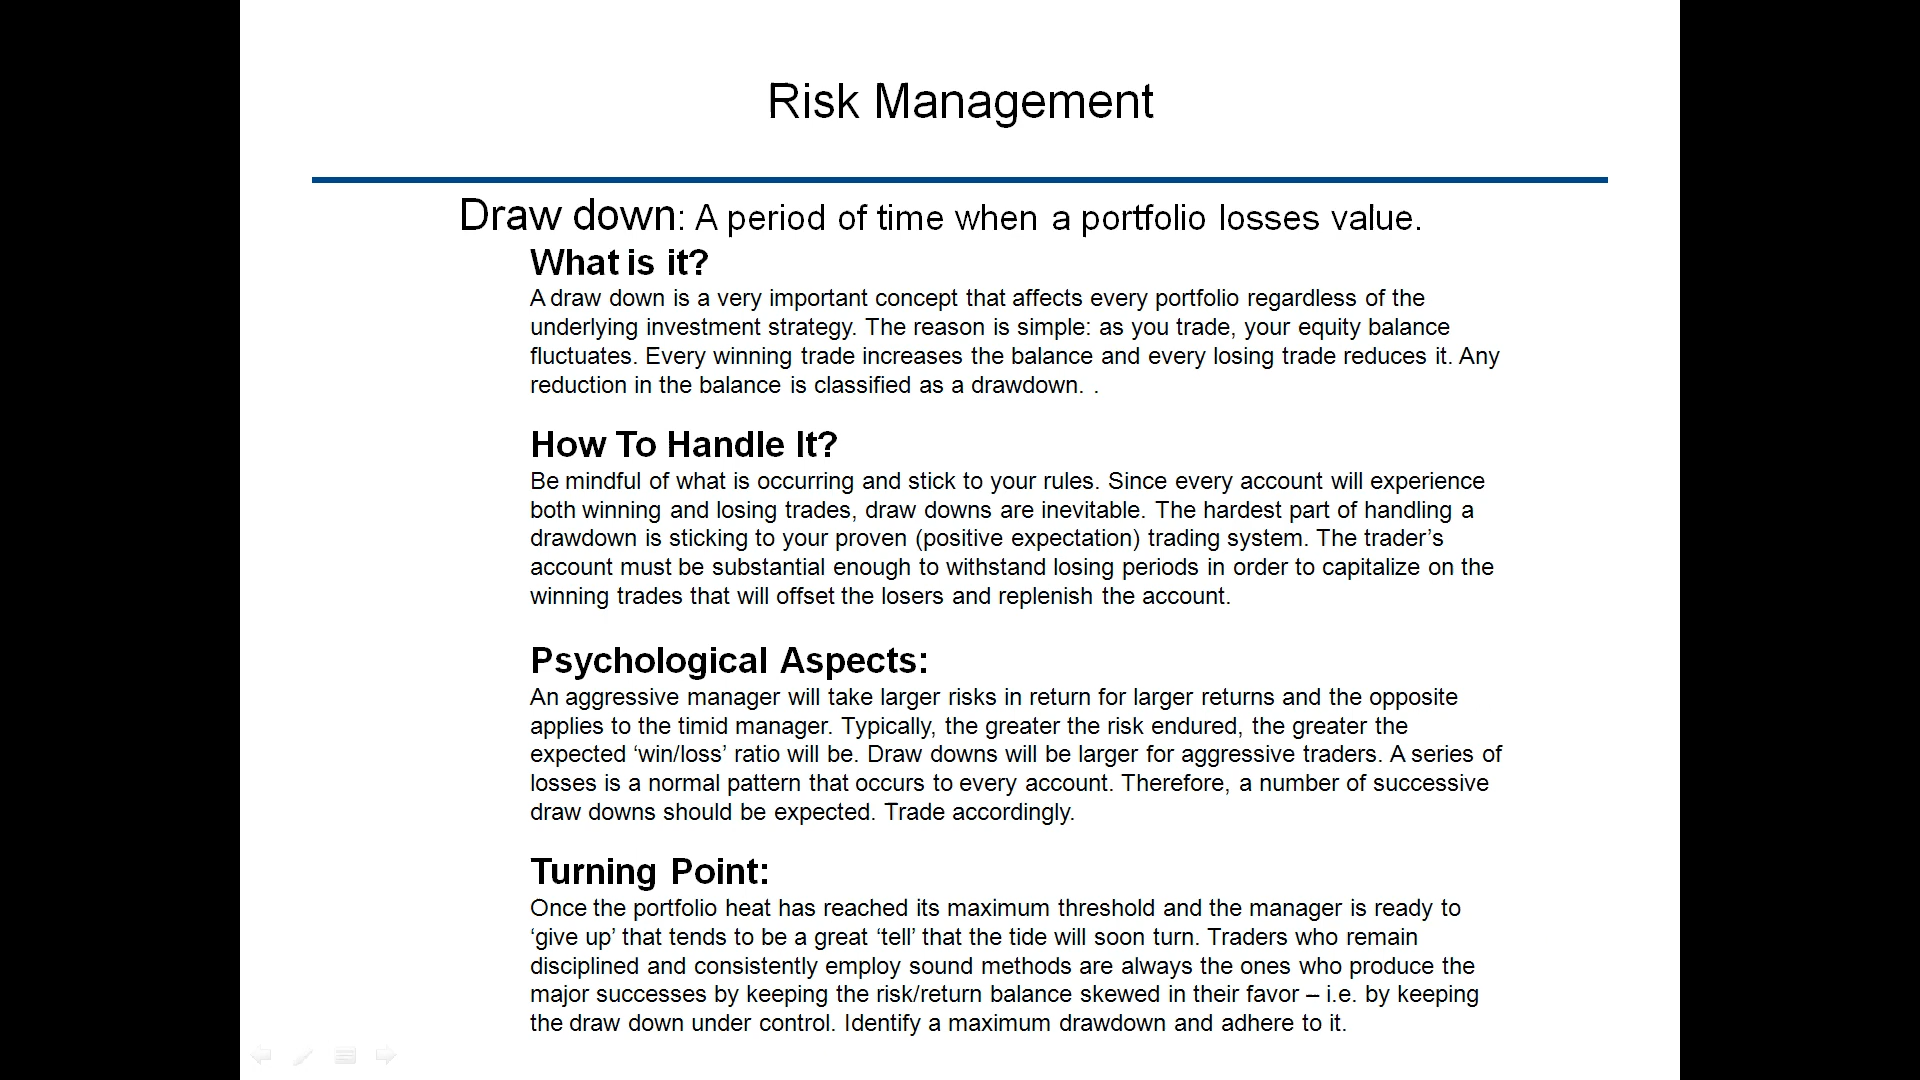 Risk Management
Draw down: A period of time when a portfolio losses value.
What is it?
A draw down is a very important concept that affects every portfolio regardless of the
underlying investment strategy. The reason is simple: as you trade, your equity balance
fluctuates. Every winning trade increases the balance and every losing trade reduces it. Any
reduction in the balance is classified as a drawdown. .
How To Handle It?
Be mindful of what is occurring and stick to your rules. Since every account will experience
both winning and losing trades, draw downs are inevitable. The hardest part of handling a
drawdown is sticking to your proven (positive expectation) trading system. The trader’s
account must be substantial enough to withstand losing periods in order to capitalize on the
winning trades that will offset the losers and replenish the account.
Psychological Aspects:
An aggressive manager will take larger risks in return for larger returns and the opposite
applies to the timid manager. Typically, the greater the risk endured, the greater the
expected ‘win/loss’ ratio will be. Draw downs will be larger for aggressive traders. A series of
losses is a normal pattern that occurs to every account. Therefore, a number of successive
draw downs should be expected. Trade accordingly.
Turning Point:
Once the portfolio heat has reached its maximum threshold and the manager is ready to
‘give up’ that tends to be a great ‘tell’ that the tide will soon turn. Traders who remain
disciplined and consistently employ sound methods are always the ones who produce the
major successes by keeping the risk/return balance skewed in their favor – i.e. by keeping
the draw down under control. Identify a maximum drawdown and adhere to it.